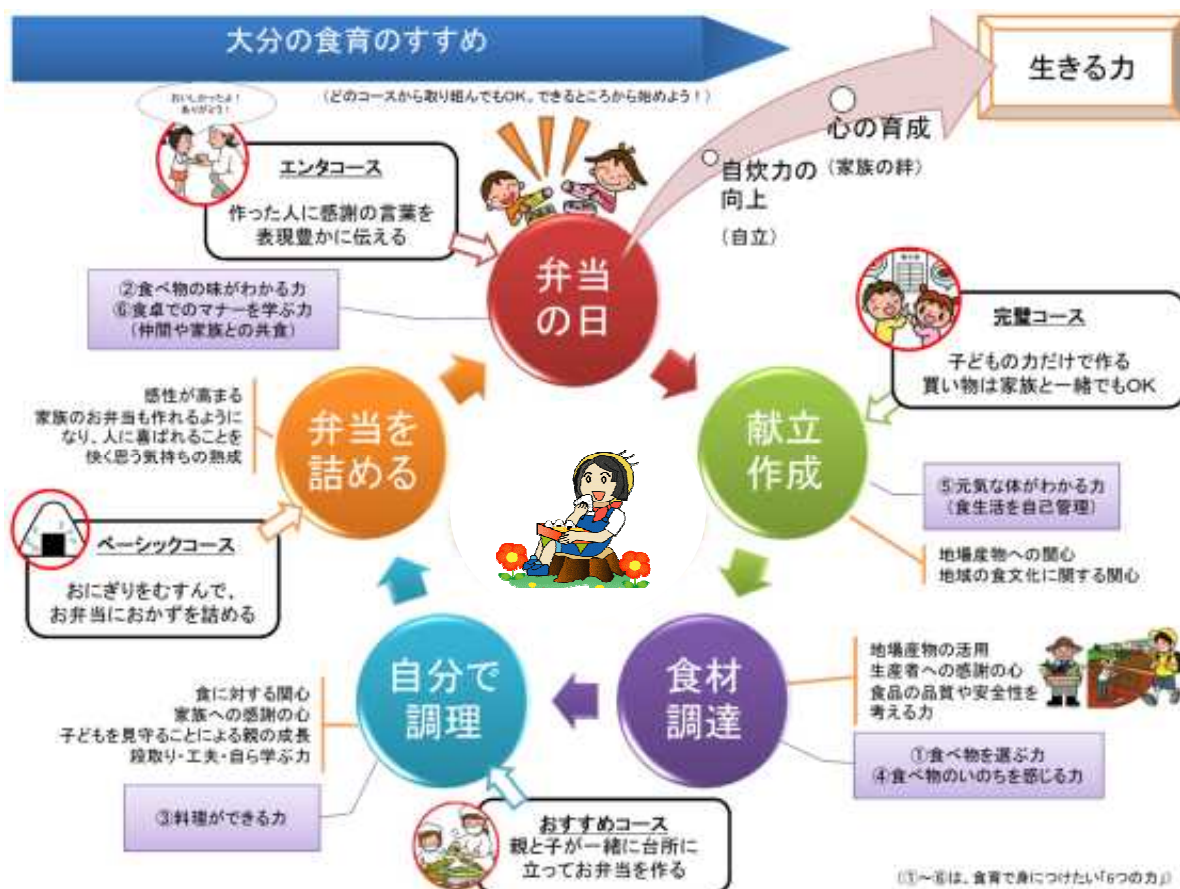 大分の食育のすすめ
生きる力
(どのコースから取り組んでもOK。できるところから始めよう!)
おいしかったよ!
ありがとう!
エンタコース
作った人に感謝の言葉を
表現豊かに伝える
心の育成
(家族の絆)
自炊力の
向上
(自立)
弁当
の日
②食べ物の味がわかる力
⑥食卓でのマナーを学ぶ力
(仲間や家族との共食)
完璧コース
子どもの力だけで作る
買い物は家族と一緒でもOK
感性が高まる
家族のお弁当も作れるように
なり、人に喜ばれることを
快く思う気持ちの熟成
弁当を
詰める
献立
作成
⑤元気な体がわかる力
(食生活を自己管理)
地場産物への関心
地域の食文化に関する関心
ベーシックコース
おにぎりをむすんで、
お弁当におかずを詰める
自分で
調理
食材
調達
地場産物の活用
生産者への感謝の心
食品の品質や安全性を
考える力
食に対する関心
家族への感謝の心
子どもを見守ることによる親の成長
段取り・工夫・自ら学ぶ力
①食べ物を選ぶ力
④食べ物のいのちを感じる力
③料理ができる力
おすすめコース
親と子が一緒に台所に
立ってお弁当を作る
(①~⑥は、食育で身につけたい「6つの力」)